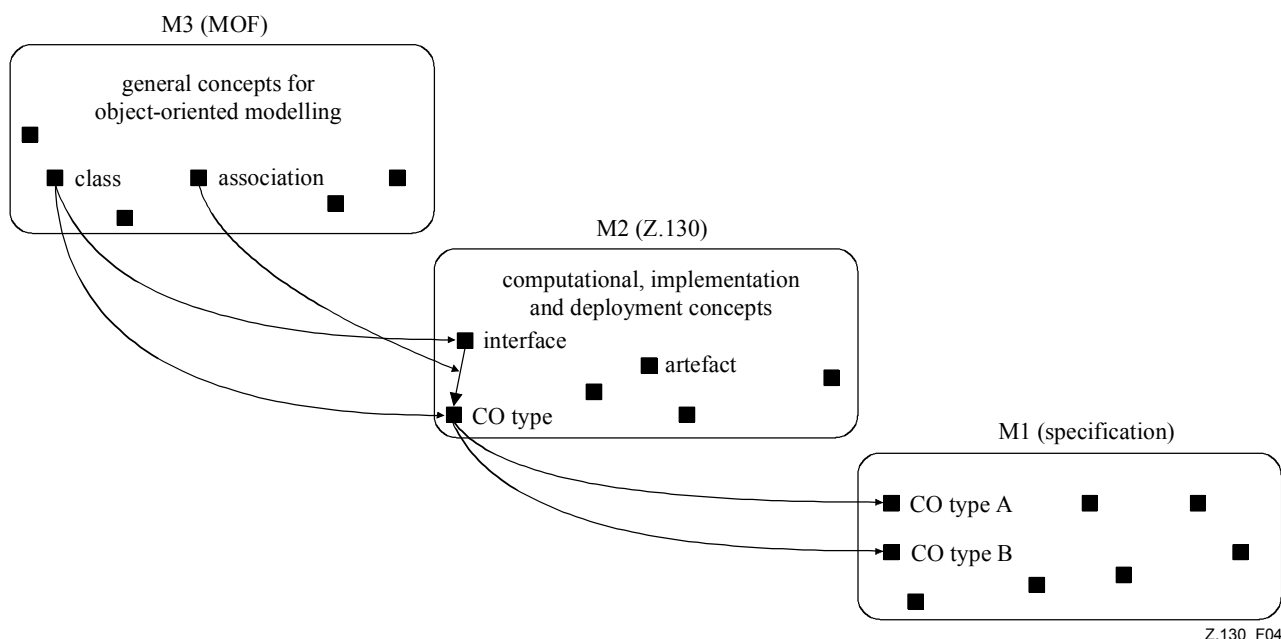 M3 (MOF)
general concepts for
object-oriented modelling
class
association
M2 (Z.130)
computational, implementation
and deployment concepts
interface
artefact
CO type
M1 (specification)
CO type A
CO type B
Z.130_F04